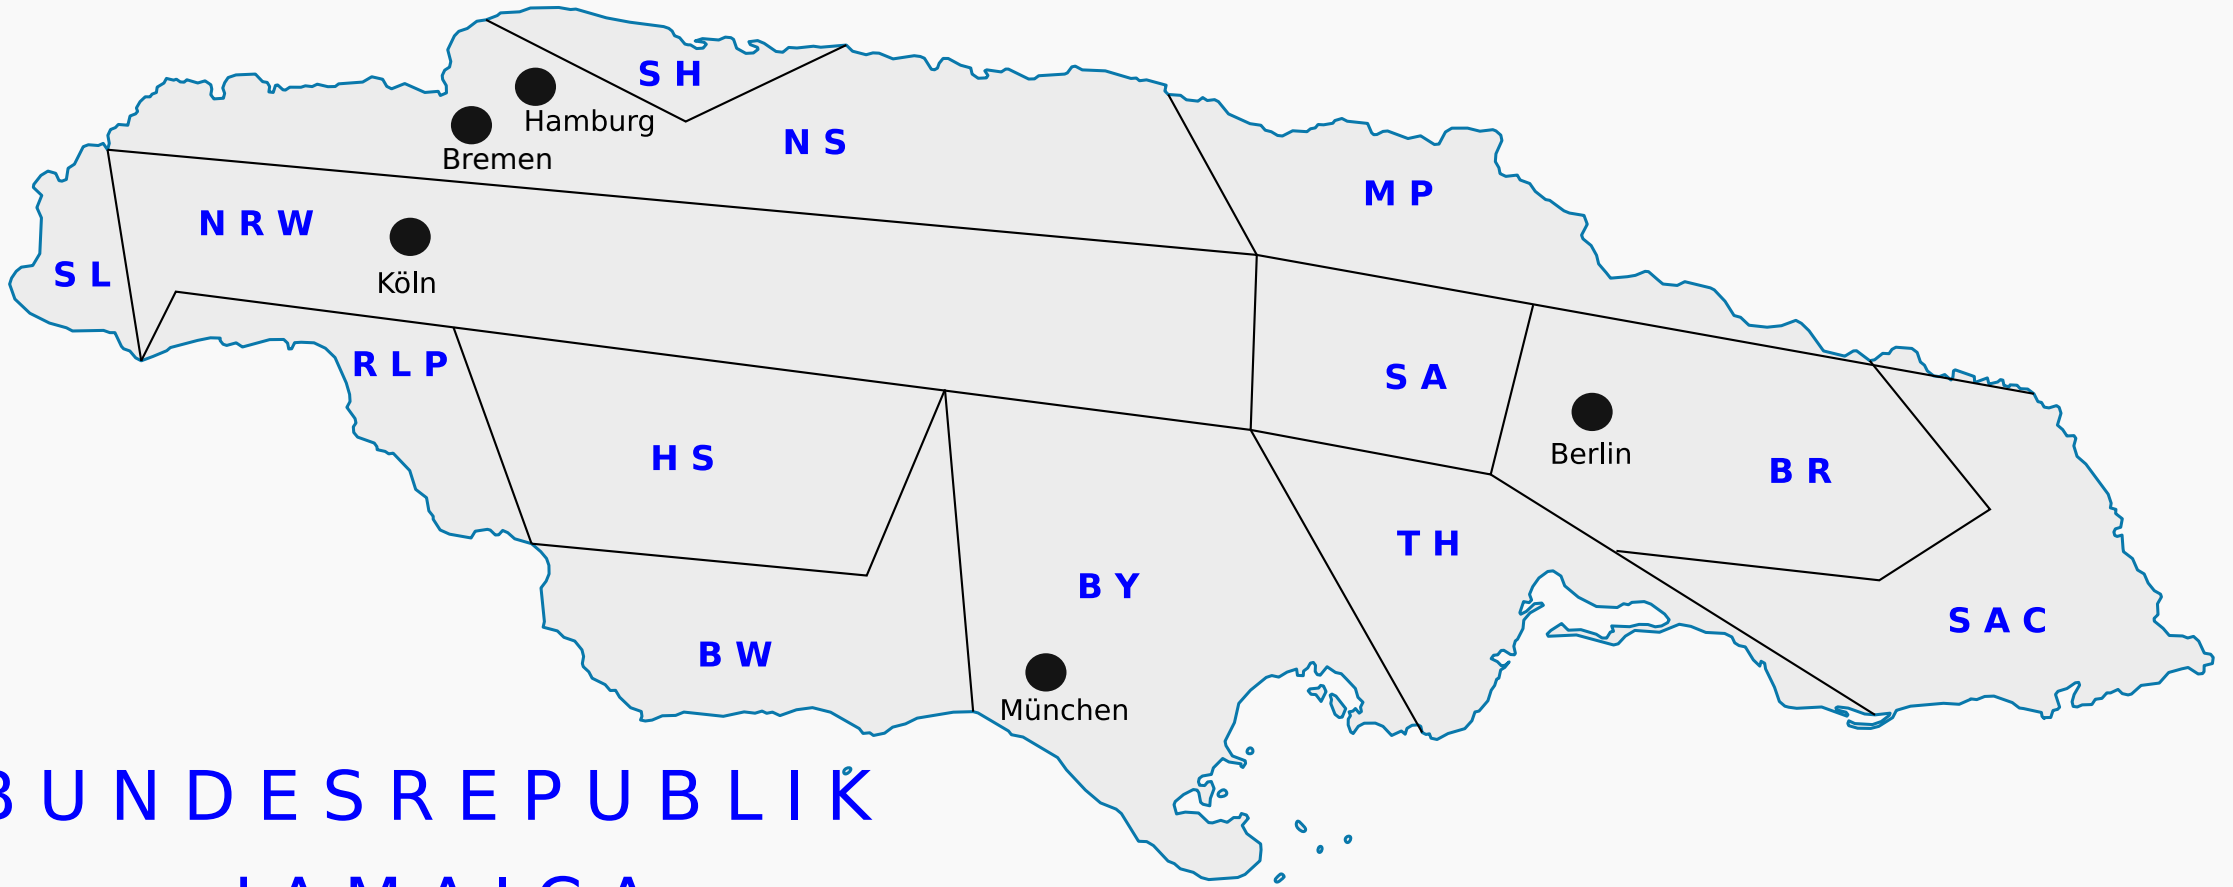 S H
Hamburg
N S
Bremen
M P
N R W
Köln
S L
R L P
S A
H S
Berlin
B R
T H
B Y
B W
S A C
München
B U N D E S R E P U B L I K
J A M A I C A